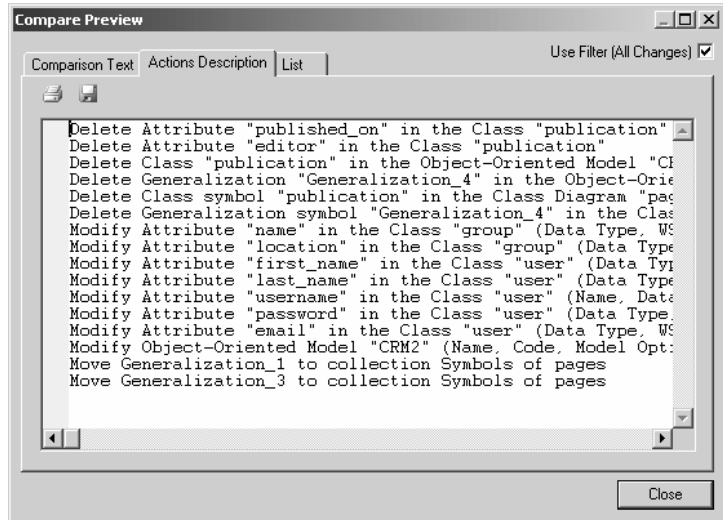 Compare Preview
Use Filter (All Changes)
Comparison Text Actions Description List
Delete Attribute "published_on" in the Class "publication"
Delete Attribute "editor" in the Class "publication"
Delete Class "publication" in the Object-Oriented Model
Delete Generalization "Generalization_4" in the
Delete Class symbol "publication" in the Class Diagram
Delete Generalization symbol "Generalization_4" in the
Modify Attribute "name" in the Class "group" (Data Type,
Modify Attribute "location" in the Class "group" (Data Type
Modify Attribute "first_name" in the Class "user" (Data
Modify Attribute "last_name" in the Class "user" (Data Type
Modify Attribute "username" in the Class "user" (Name, Data
Modify Attribute "password" in the Class "user" (Data Type,
Modify Attribute "email" in the Class "user" (Data Type,
Modify Object-Oriented Model "CRM2" (Name, Code, Model
Move Generalization_1 to collection Symbols of pages
Move Generalization_3 to collection Symbols of pages
Close